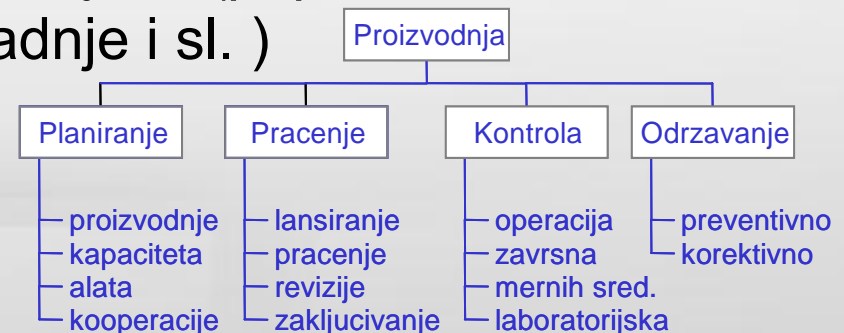 adnje i sl. )
Proizvodnja
Planiranje
Pracenje
Kontrola
Odrzavanje
proizvodnje
kapaciteta
alata
kooperacije
lansiranje
pracenje
revizije
zakljucivanje
operacija
zavrsna
mernih sred.
laboratorijska
preventivno
korektivno